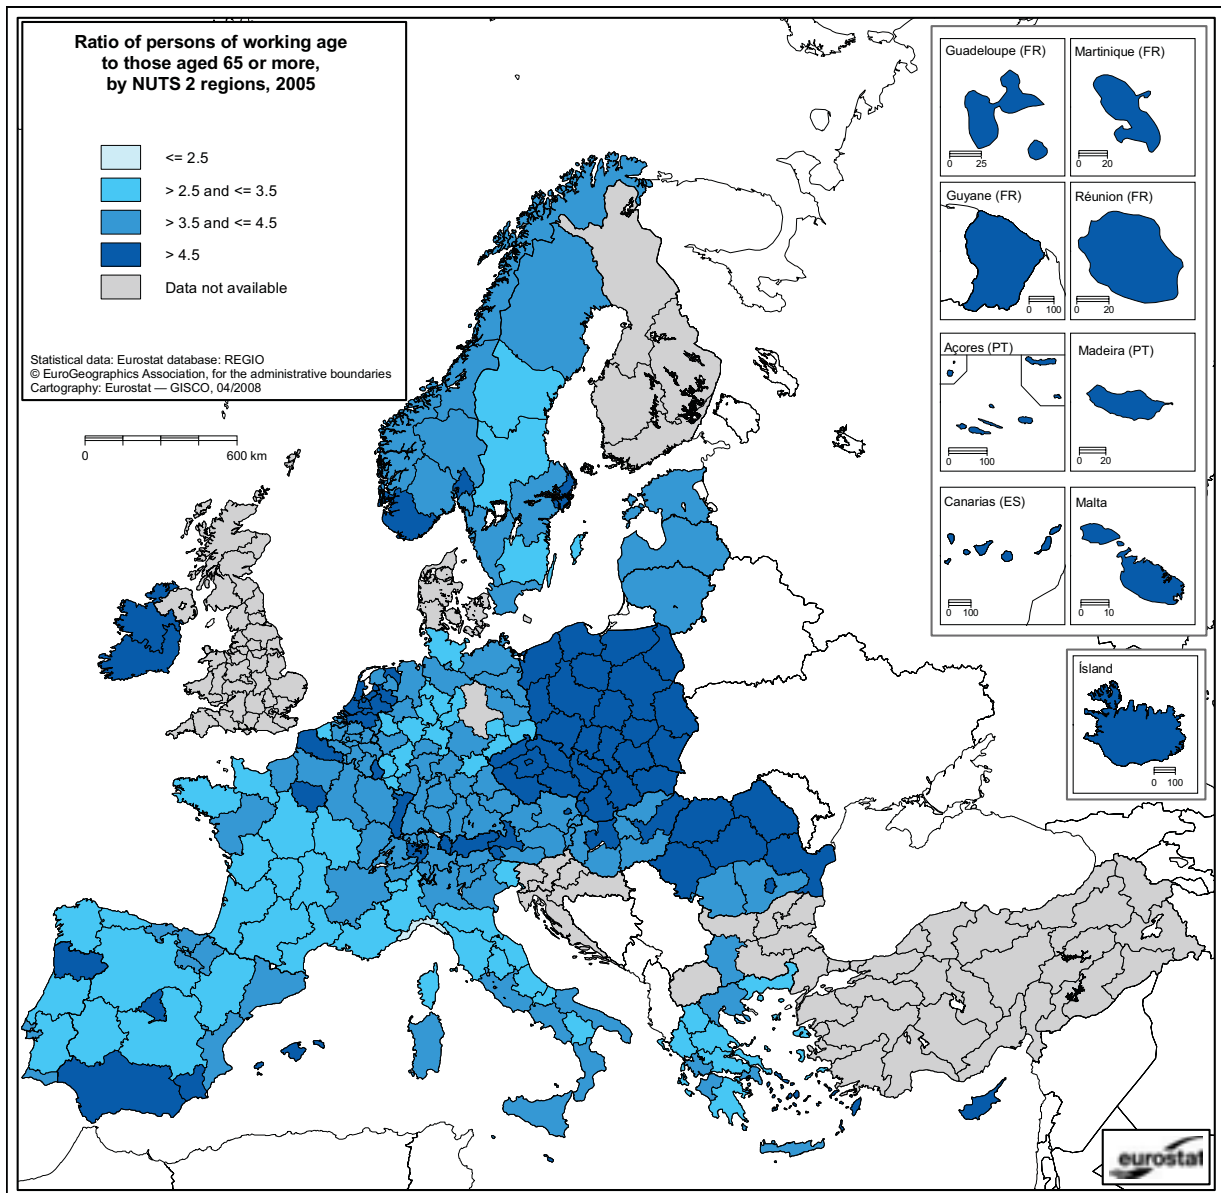 Ratio of persons of working age
to those aged 65 or more,
by NUTS 2 regions, 2005
<= 2.5
> 2.5 and <= 3.5
> 3.5 and <= 4.5
> 4.5
Data not available
Statistical data: Eurostat database: REGIO
© EuroGeographics Association, for the administrative boundaries
Cartography: Eurostat — GISCO, 04/2008
0 600 km
Guadeloupe (FR)
0 25
Martinique (FR)
0 20
Guyane (FR)
0 100
Réunion (FR)
0 20
Açores (PT)
0 100
Madeira (PT)
0 20
Canarias (ES)
0 100
Malta
0 10
Ísland
0 100
eurostat